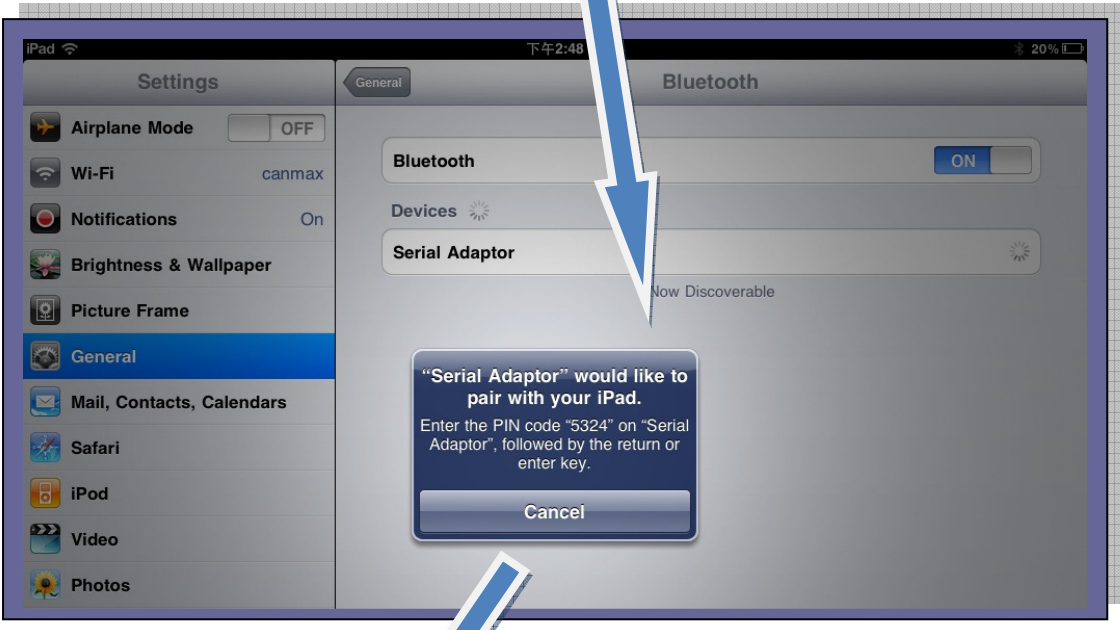 iPad 下午2:48 20%
Settings
General Bluetooth
Airplane Mode OFF
Wi-Fi canmax
Notifications On
Brightness & Wallpaper
Picture Frame
General
Mail, Contacts, Calendars
Safari
iPod
Video
Photos
Bluetooth ON
Devices
Serial Adaptor
Now Discoverable
“Serial Adaptor” would like to
pair with your iPad.
Enter the PIN code “5324” on “Serial
Adaptor”, followed by the return or
enter key.
Cancel